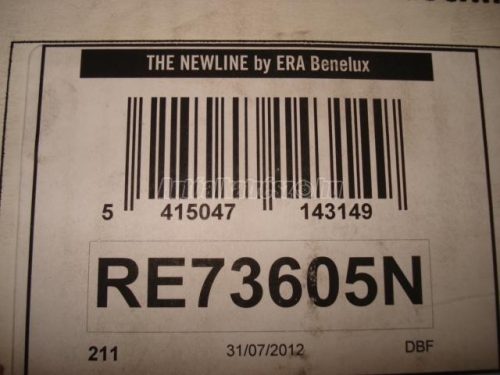 THE NEWLINE by ERA Benelux
5 415047 143149
RE73605N
211 31/07/2012 DBF